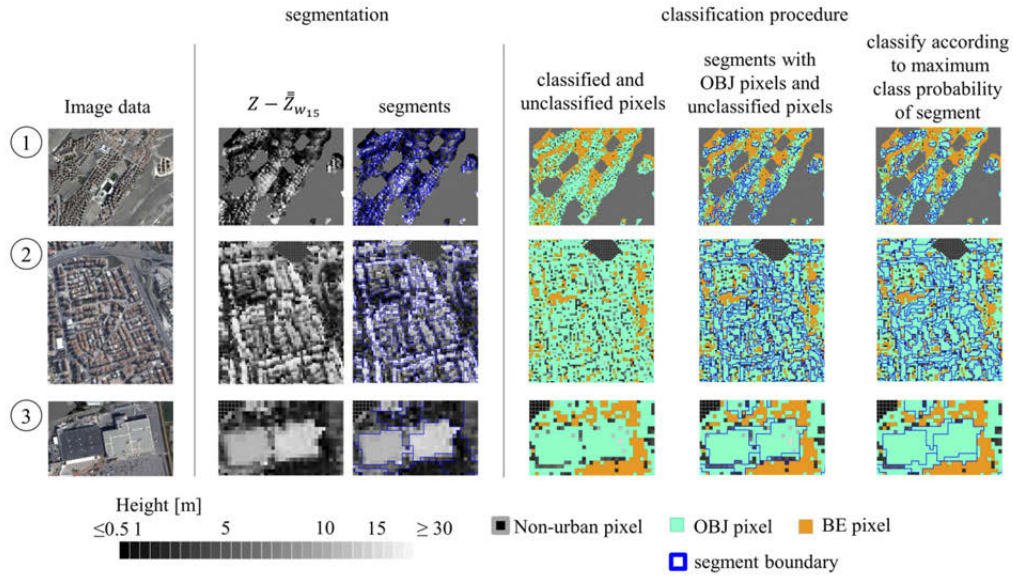 segmentation
classification procedure
Image data
Z − Z̿_w₁₅
segments
classified and
unclassified pixels
segments with
OBJ pixels and
unclassified pixels
classify according
to maximum
class probability
of segment
1
2
3
Height [m]
≤0.5 1 5 10 15 ≥ 30
Non-urban pixel
OBJ pixel
BE pixel
segment boundary